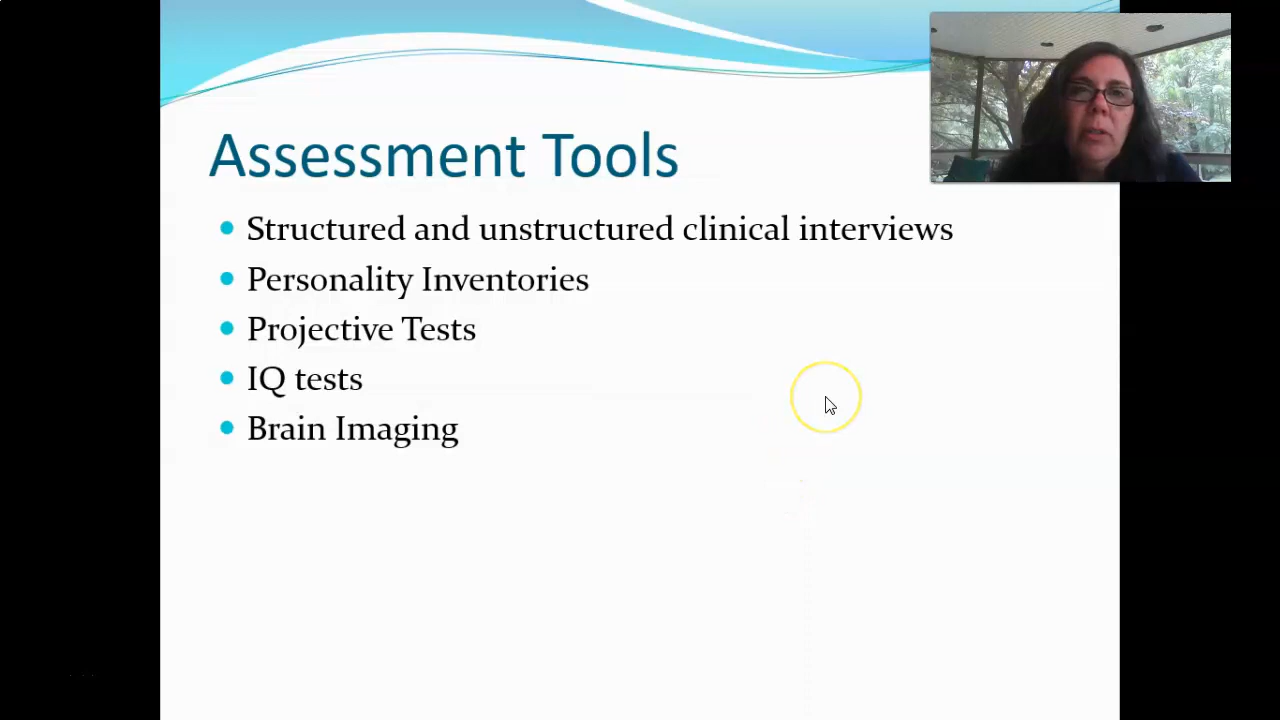 Assessment Tools
Structured and unstructured clinical interviews
Personality Inventories
Projective Tests
IQ tests
Brain Imaging